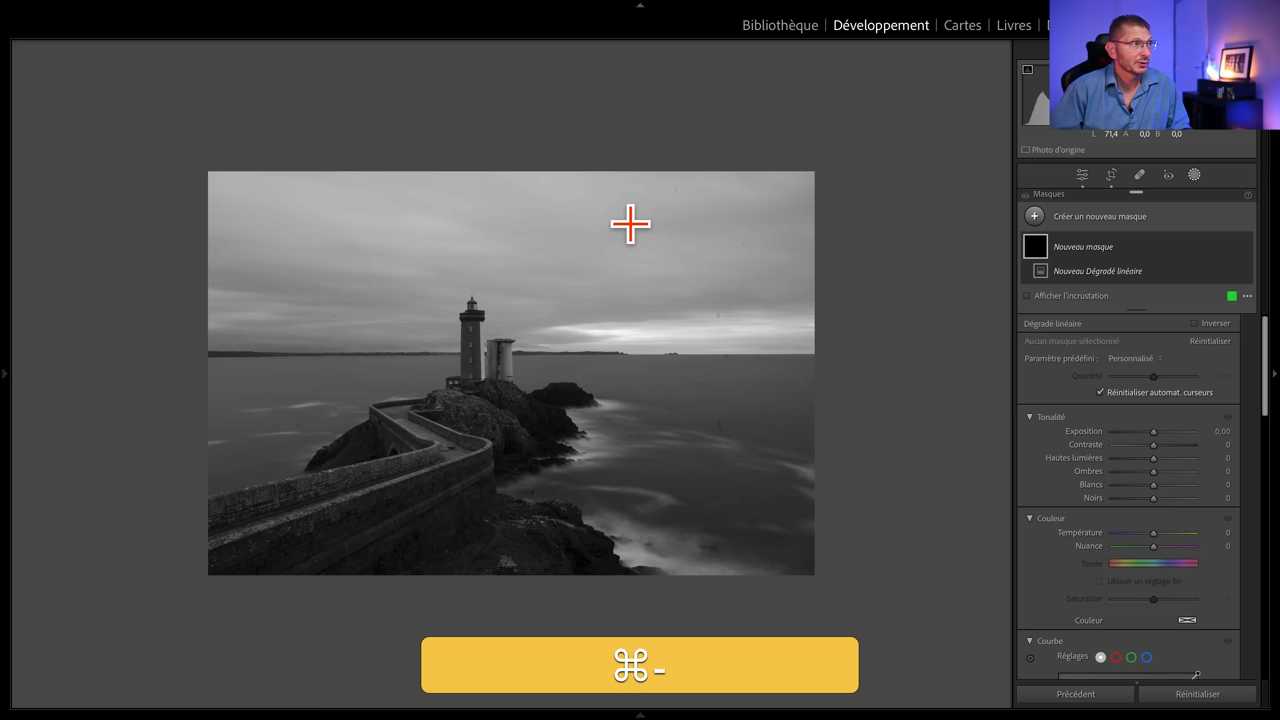 Bibliothèque | Développement | Cartes | Livres |
L 71,4 A 0,0 B 0,0
Photo d'origine
Masques
Créer un nouveau masque
Nouveau masque
Nouveau Dégradé linéaire
Afficher l'incrustation
Dégradé linéaire Inverser
Aucun masque sélectionné Réinitialiser
Paramètre prédéfini : Personnalisé
Quantité
Réinitialiser automat. curseurs
Tonalité
Exposition 0,00
Contraste 0
Hautes lumières 0
Ombres 0
Blancs 0
Noirs 0
Couleur
Température 0
Nuance 0
Teinte
Utiliser un réglage fin
Saturation
Couleur
Courbe
Réglages
Précédent Réinitialiser
⌘ -